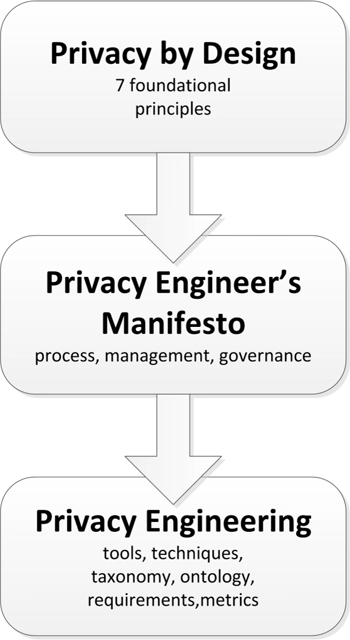 Privacy by Design
7 foundational
principles
Privacy Engineer’s
Manifesto
process, management, governance
Privacy Engineering
tools, techniques,
taxonomy, ontology,
requirements,metrics